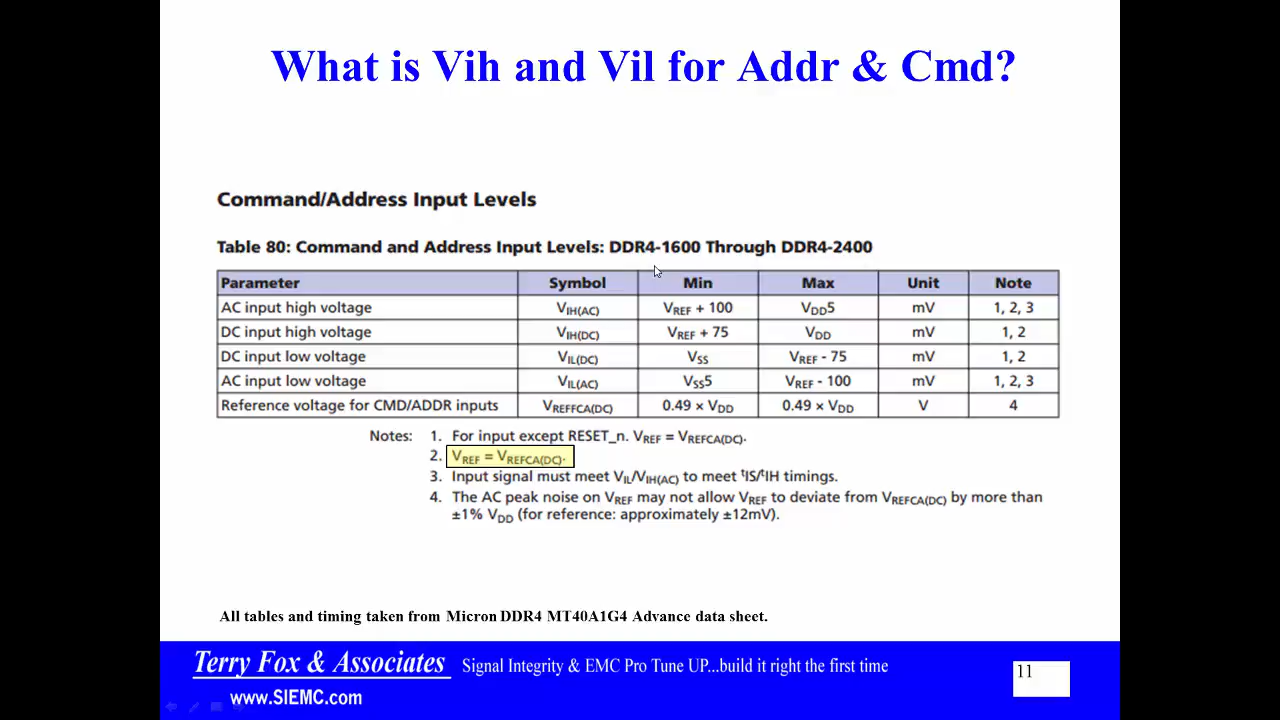 What is Vih and Vil for Addr & Cmd?
Command/Address Input Levels
Table 80: Command and Address Input Levels: DDR4-1600 Through DDR4-2400
Parameter Symbol Min Max Unit Note
AC input high voltage VIH(AC) VREF + 100 VDD5 mV 1, 2, 3
DC input high voltage VIH(DC) VREF + 75 VDD mV 1, 2
DC input low voltage VIL(DC) VSS VREF - 75 mV 1, 2
AC input low voltage VIL(AC) VSS5 VREF - 100 mV 1, 2, 3
Reference voltage for CMD/ADDR inputs VREFFCA(DC) 0.49 × VDD 0.49 × VDD V 4
Notes: 1. For input except RESET_n. VREF = VREFCA(DC).
2. VREF = VREFCA(DC).
3. Input signal must meet VIL/VIH(AC) to meet tIS/tIH timings.
4. The AC peak noise on VREF may not allow VREF to deviate from VREFCA(DC) by more than
±1% VDD (for reference: approximately ±12mV).
All tables and timing taken from Micron DDR4 MT40A1G4 Advance data sheet.
Terry Fox & Associates Signal Integrity & EMC Pro Tune UP...build it right the first time
www.SIEMC.com
11